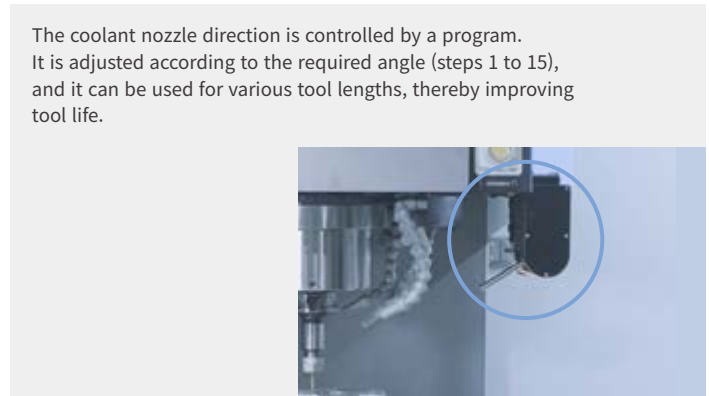 The coolant nozzle direction is controlled by a program.
It is adjusted according to the required angle (steps 1 to 15),
and it can be used for various tool lengths, thereby improving
tool life.